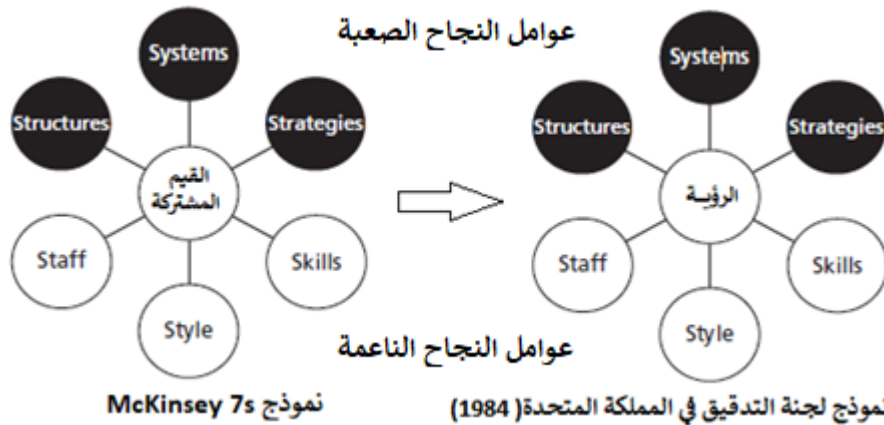 عوامل النجاح الصعبة
Systems
Structures
Strategies
القيم
المشتركة
Staff
Skills
Style
Systems
Structures
Strategies
الرؤيـة
Staff
Skills
Style
عوامل النجاح الناعمة
نموذج McKinsey 7s
نموذج لجنة التدقيق في المملكة المتحدة( 1984)